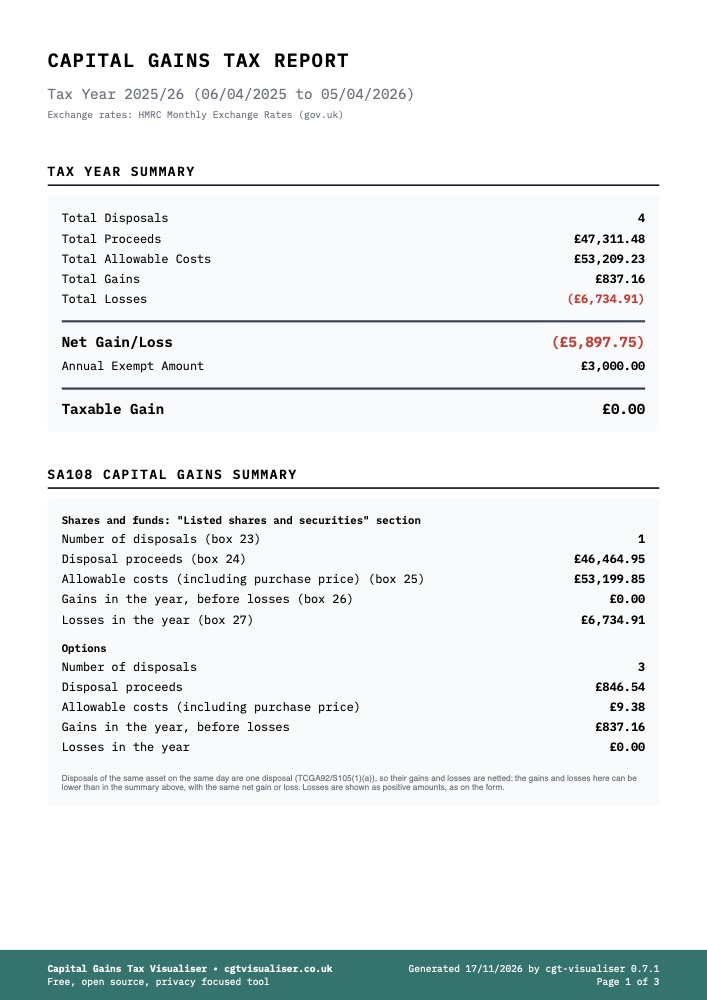 CAPITAL GAINS TAX REPORT
Tax Year 2025/26 (06/04/2025 to 05/04/2026)
Exchange rates: HMRC Monthly Exchange Rates (gov.uk)
TAX YEAR SUMMARY
Total Disposals 4
Total Proceeds £47,311.48
Total Allowable Costs £53,209.23
Total Gains £837.16
Total Losses (£6,734.91)
Net Gain/Loss (£5,897.75)
Annual Exempt Amount £3,000.00
Taxable Gain £0.00
SA108 CAPITAL GAINS SUMMARY
Shares and funds: "Listed shares and securities" section
Number of disposals (box 23) 1
Disposal proceeds (box 24) £46,464.95
Allowable costs (including purchase price) (box 25) £53,199.85
Gains in the year, before losses (box 26) £0.00
Losses in the year (box 27) £6,734.91
Options
Number of disposals 3
Disposal proceeds £846.54
Allowable costs (including purchase price) £9.38
Gains in the year, before losses £837.16
Losses in the year £0.00
Disposals of the same asset on the same day are one disposal (TCGA92/S105(1)(a)), so their gains and losses are netted: the gains and losses here can be
lower than in the summary above, with the same net gain or loss. Losses are shown as positive amounts, as on the form.
Capital Gains Tax Visualiser • cgtvisualiser.co.uk Generated 17/11/2026 by cgt-visualiser 0.7.1
Free, open source, privacy focused tool Page 1 of 3